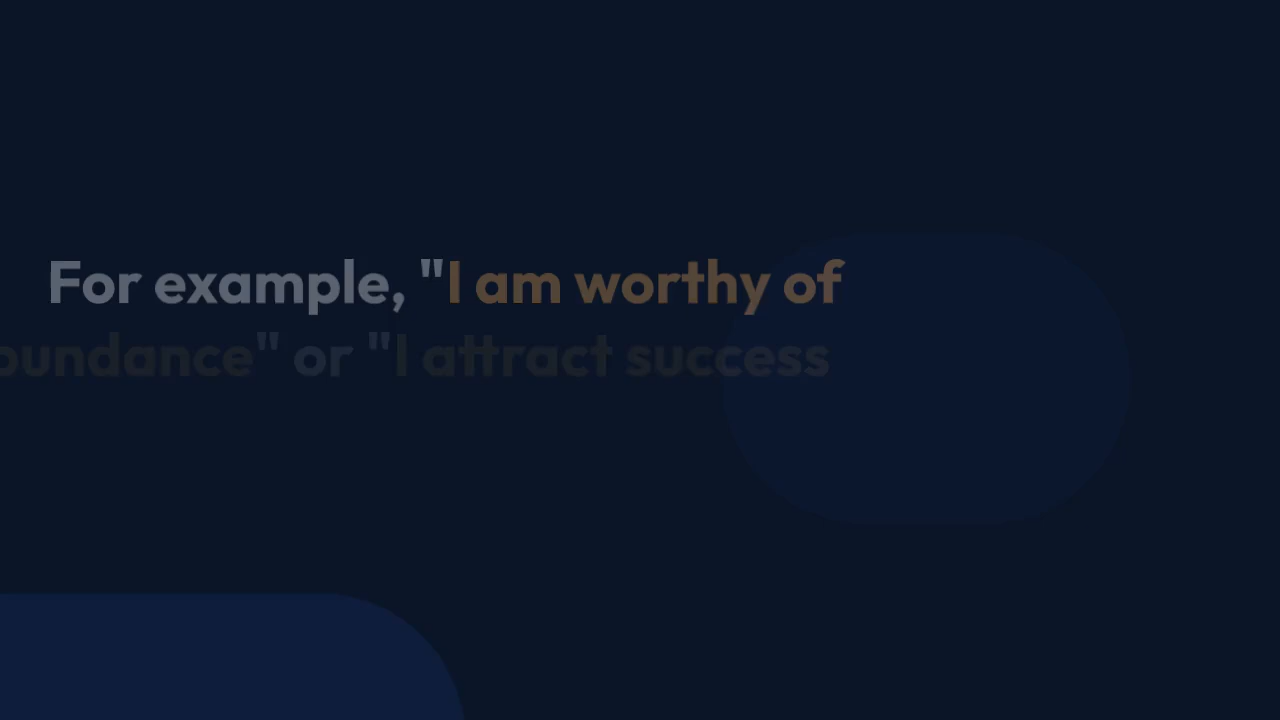 For example, "I am worthy of
oundance" or "I attract success